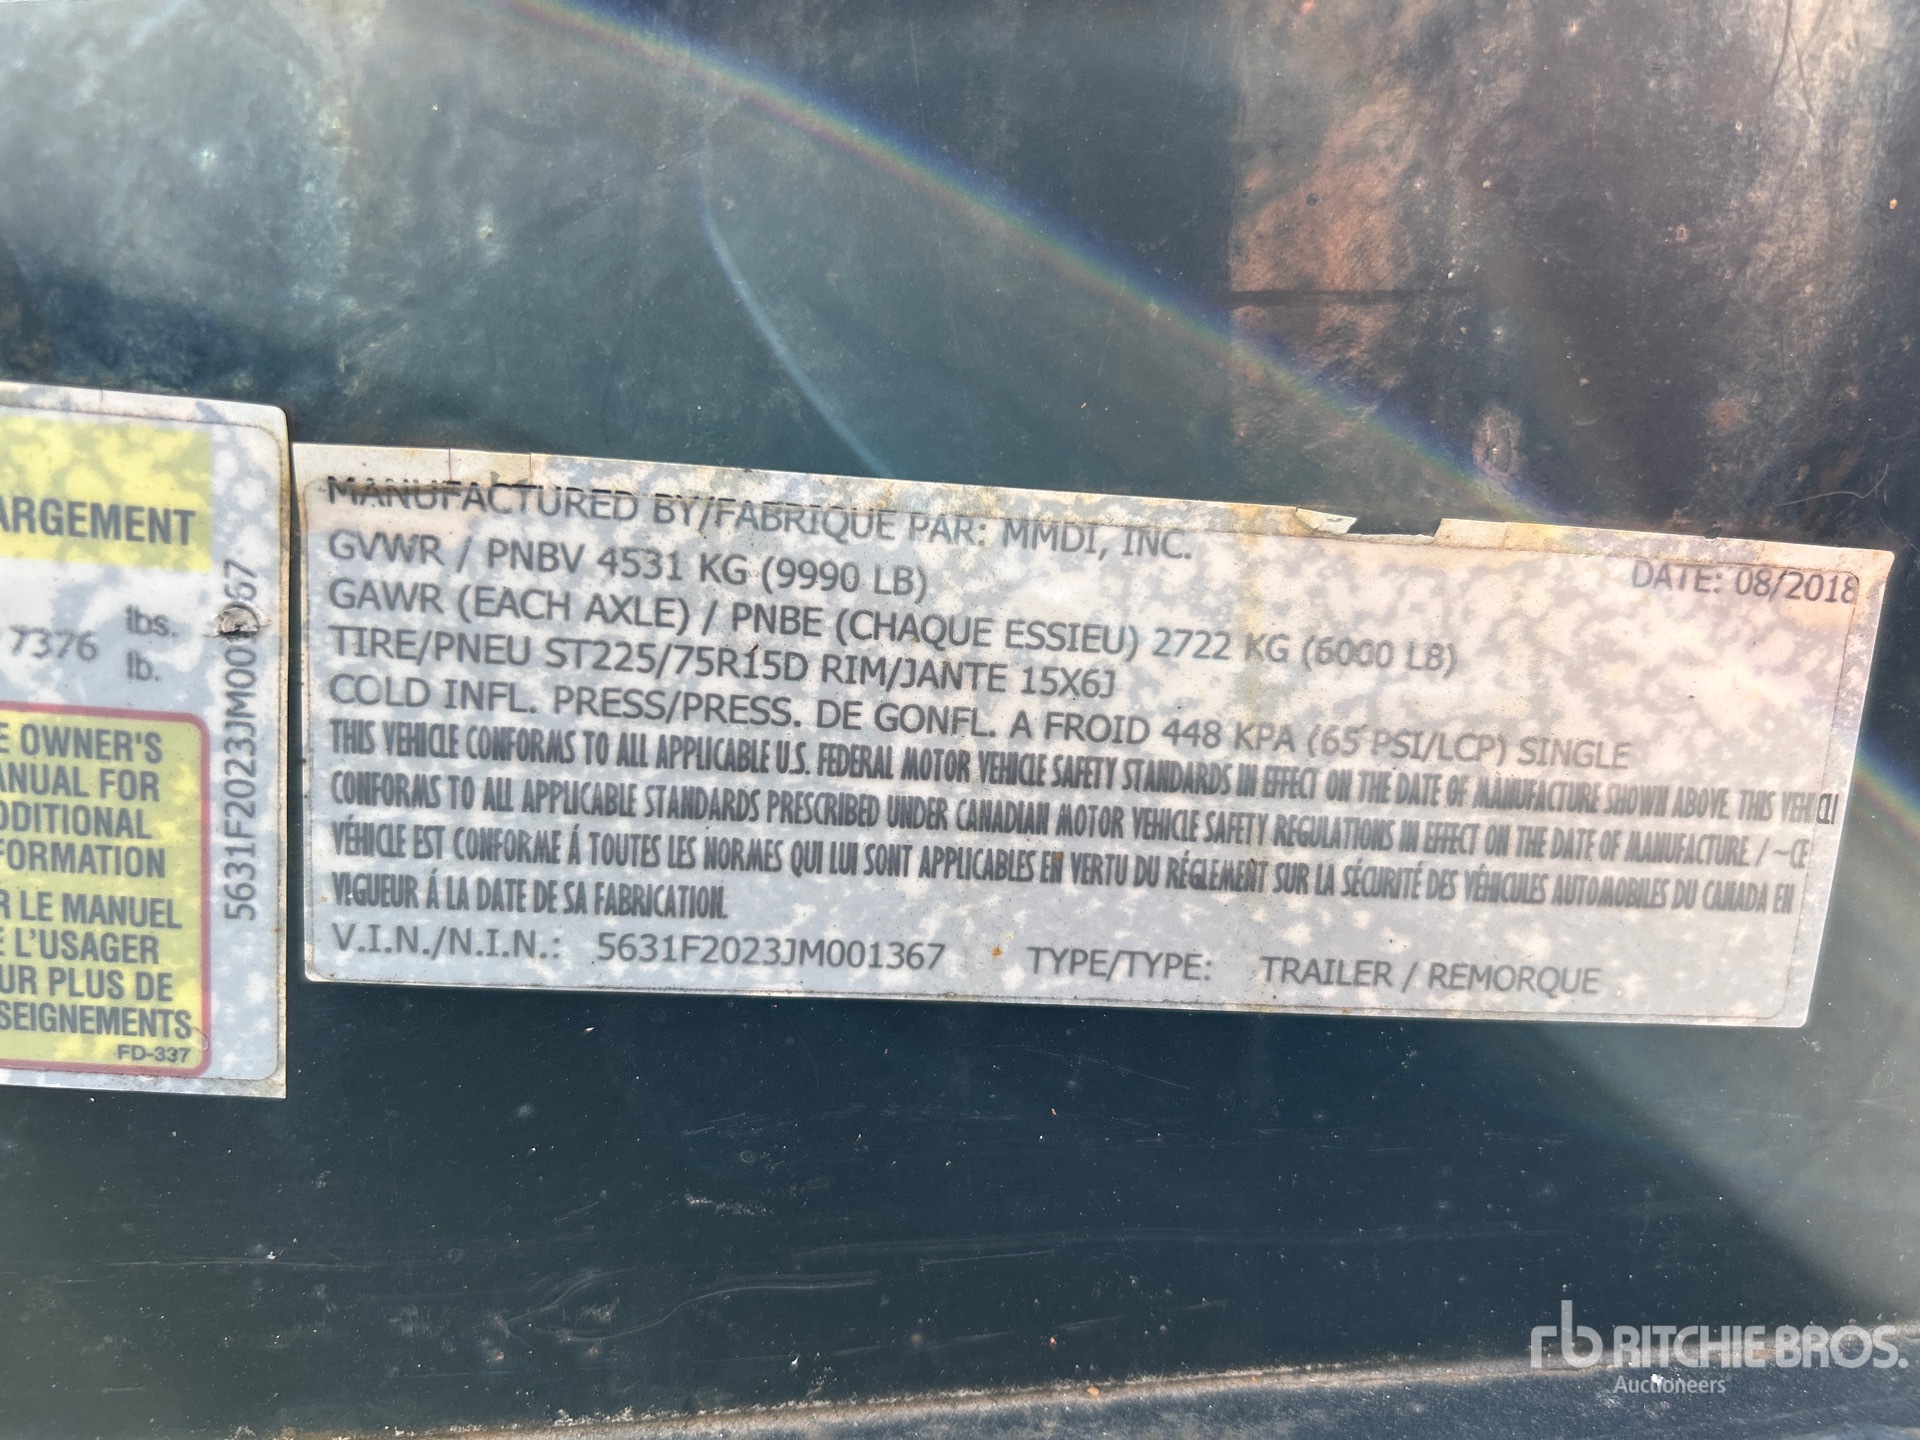 ARGEMENT
7376 lbs.
lb.
E OWNER'S
ANUAL FOR
DDITIONAL
FORMATION
R LE MANUEL
E L'USAGER
UR PLUS DE
SEIGNEMENTS
FD-337
5631F2023JM00 67
MANUFACTURED BY/FABRIQUE PAR: MMDI, INC.
DATE: 08/2018
GVWR / PNBV 4531 KG (9990 LB)
GAWR (EACH AXLE) / PNBE (CHAQUE ESSIEU) 2722 KG (6000 LB)
TIRE/PNEU ST225/75R15D RIM/JANTE 15X6J
COLD INFL. PRESS/PRESS. DE GONFL. A FROID 448 KPA (65 PSI/LCP) SINGLE
THIS VEHICLE CONFORMS TO ALL APPLICABLE U.S. FEDERAL MOTOR VEHICLE SAFETY STANDARDS IN EFFECT ON THE DATE OF MANUFACTURE SHOWN ABOVE. THIS VEHICLI
CONFORMS TO ALL APPLICABLE STANDARDS PRESCRIBED UNDER CANADIAN MOTOR VEHICLE SAFETY REGULATIONS IN EFFECT ON THE DATE OF MANUFACTURE. / ~CE
VÉHICLE EST CONFORME Á TOUTES LES NORMES QUI LUI SONT APPLICABLES EN VERTU DU RÉGLEMENT SUR LA SÉCURITÉ DES VÉHICULES AUTOMOBILES DU CANADA EN
VIGUEUR Á LA DATE DE SA FABRICATION.
V.I.N./N.I.N.: 5631F2023JM001367 TYPE/TYPE: TRAILER / REMORQUE
rb RITCHIE BROS.
Auctioneers